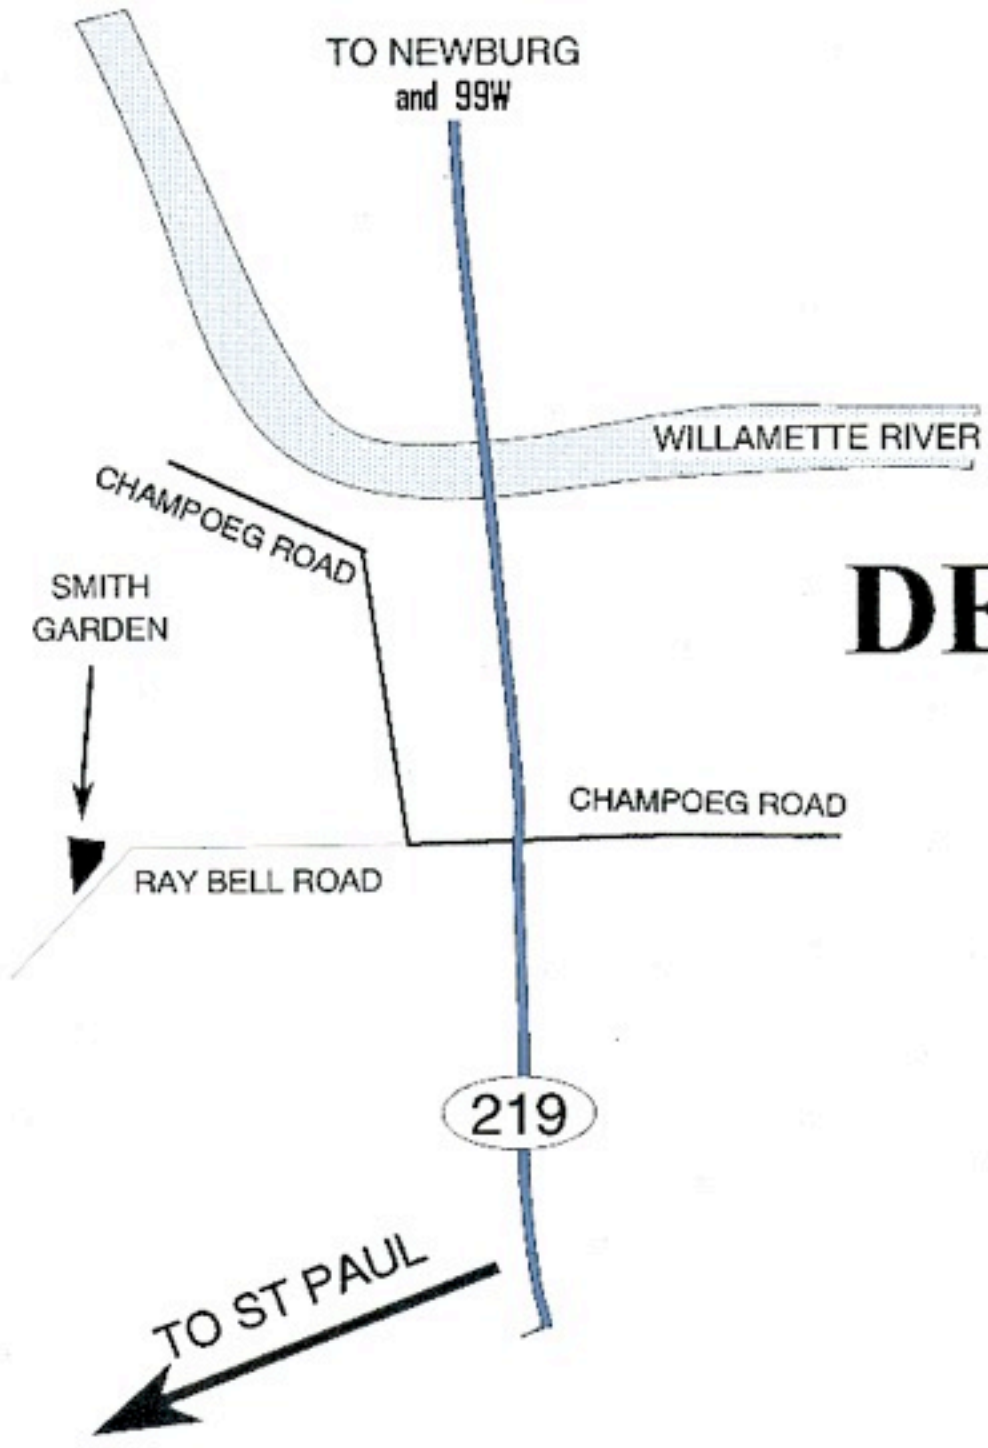 TO NEWBURG
and 99W
WILLAMETTE RIVER
CHAMPOEG ROAD
SMITH
GARDEN
CHAMPOEG ROAD
RAY BELL ROAD
219
TO ST PAUL